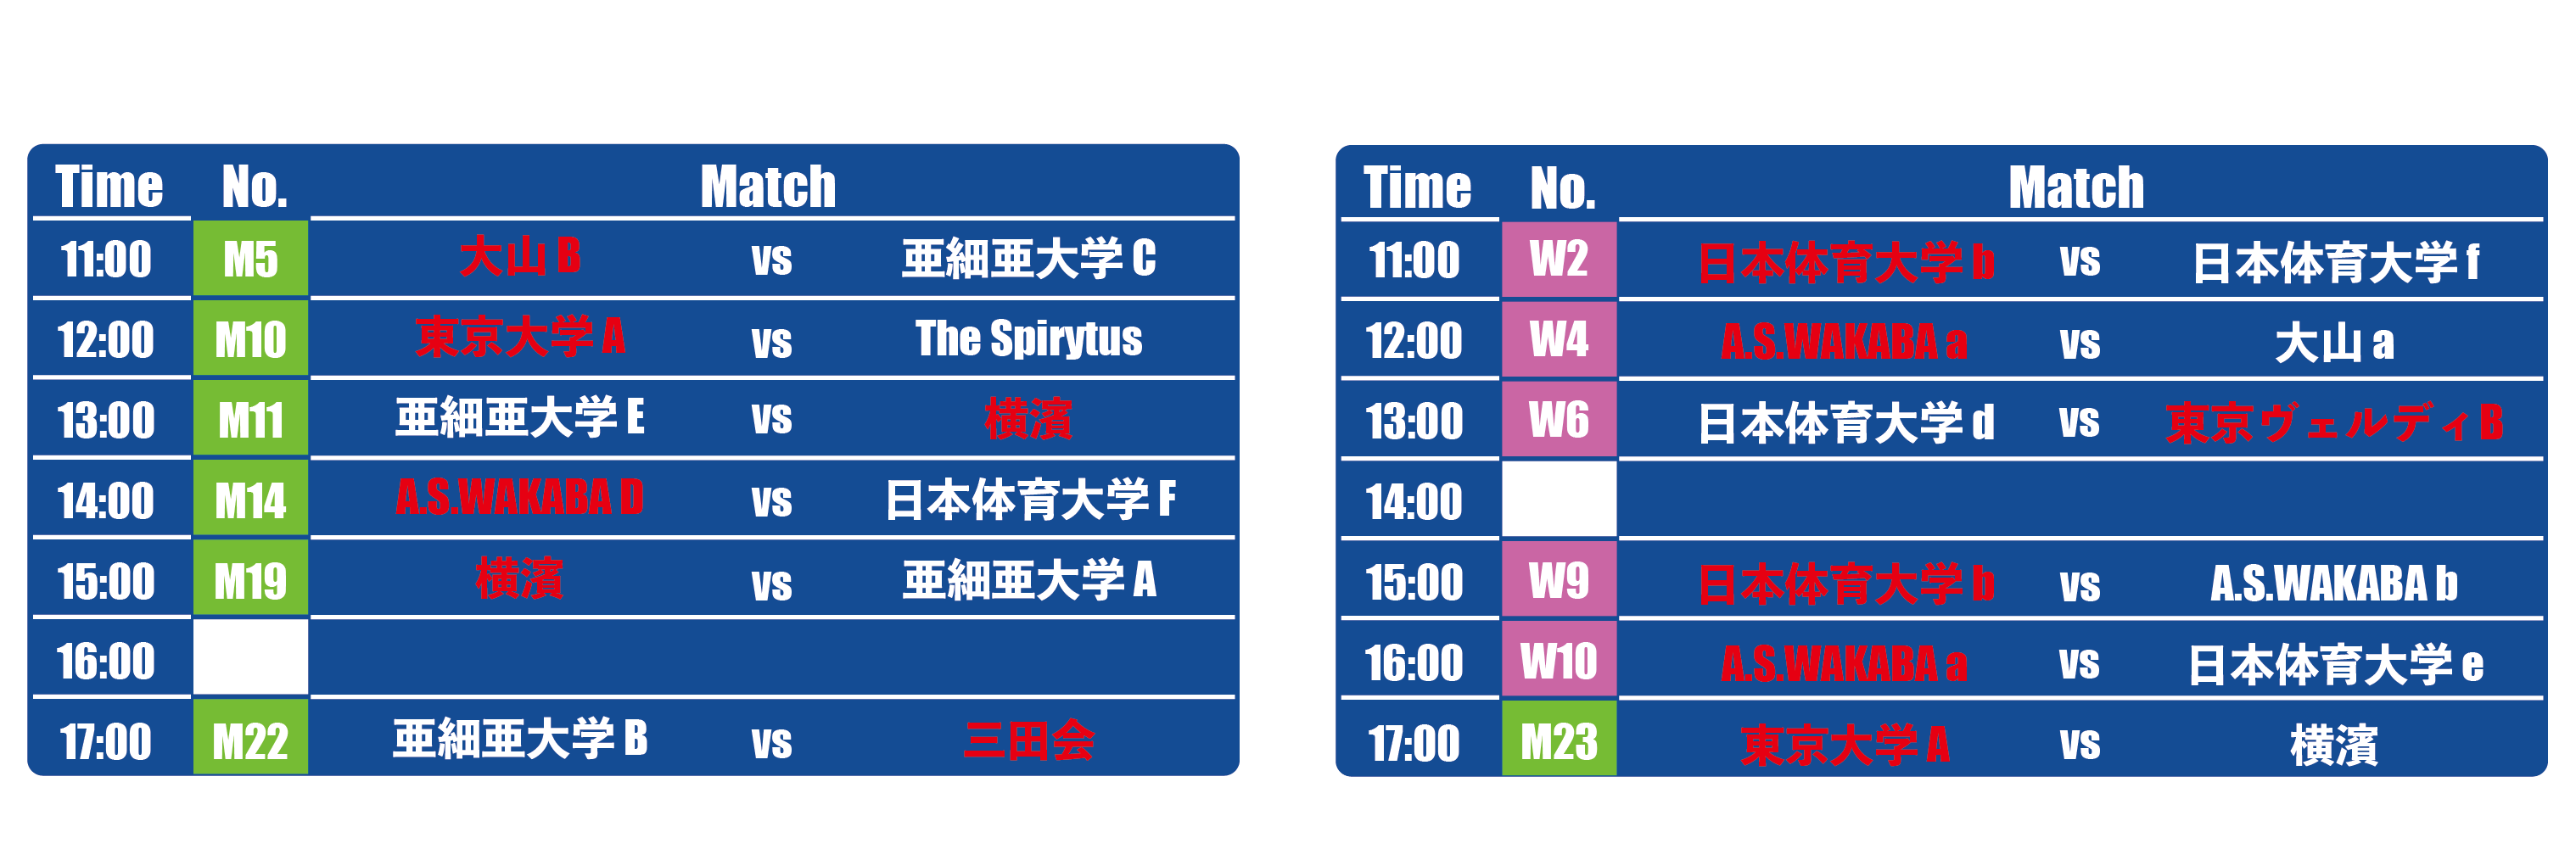 Time No. Match
11:00 M5 大山 B vs 亜細亜大学 C
12:00 M10 東京大学 A vs The Spirytus
13:00 M11 亜細亜大学 E vs 横濱
14:00 M14 A.S.WAKABA D vs 日本体育大学 F
15:00 M19 横濱 vs 亜細亜大学 A
16:00
17:00 M22 亜細亜大学 B vs 三田会
Time No. Match
11:00 W2 日本体育大学 b vs 日本体育大学 f
12:00 W4 A.S.WAKABA a vs 大山 a
13:00 W6 日本体育大学 d vs 東京ヴェルディ B
14:00
15:00 W9 日本体育大学 b vs A.S.WAKABA b
16:00 W10 A.S.WAKABA a vs 日本体育大学 e
17:00 M23 東京大学 A vs 横濱